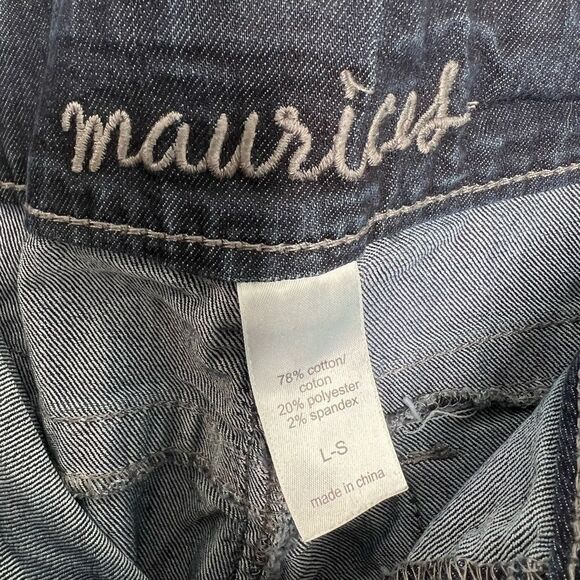 maurices
78% cotton/
coton
20% polyester
2% spandex
L-S
made in china